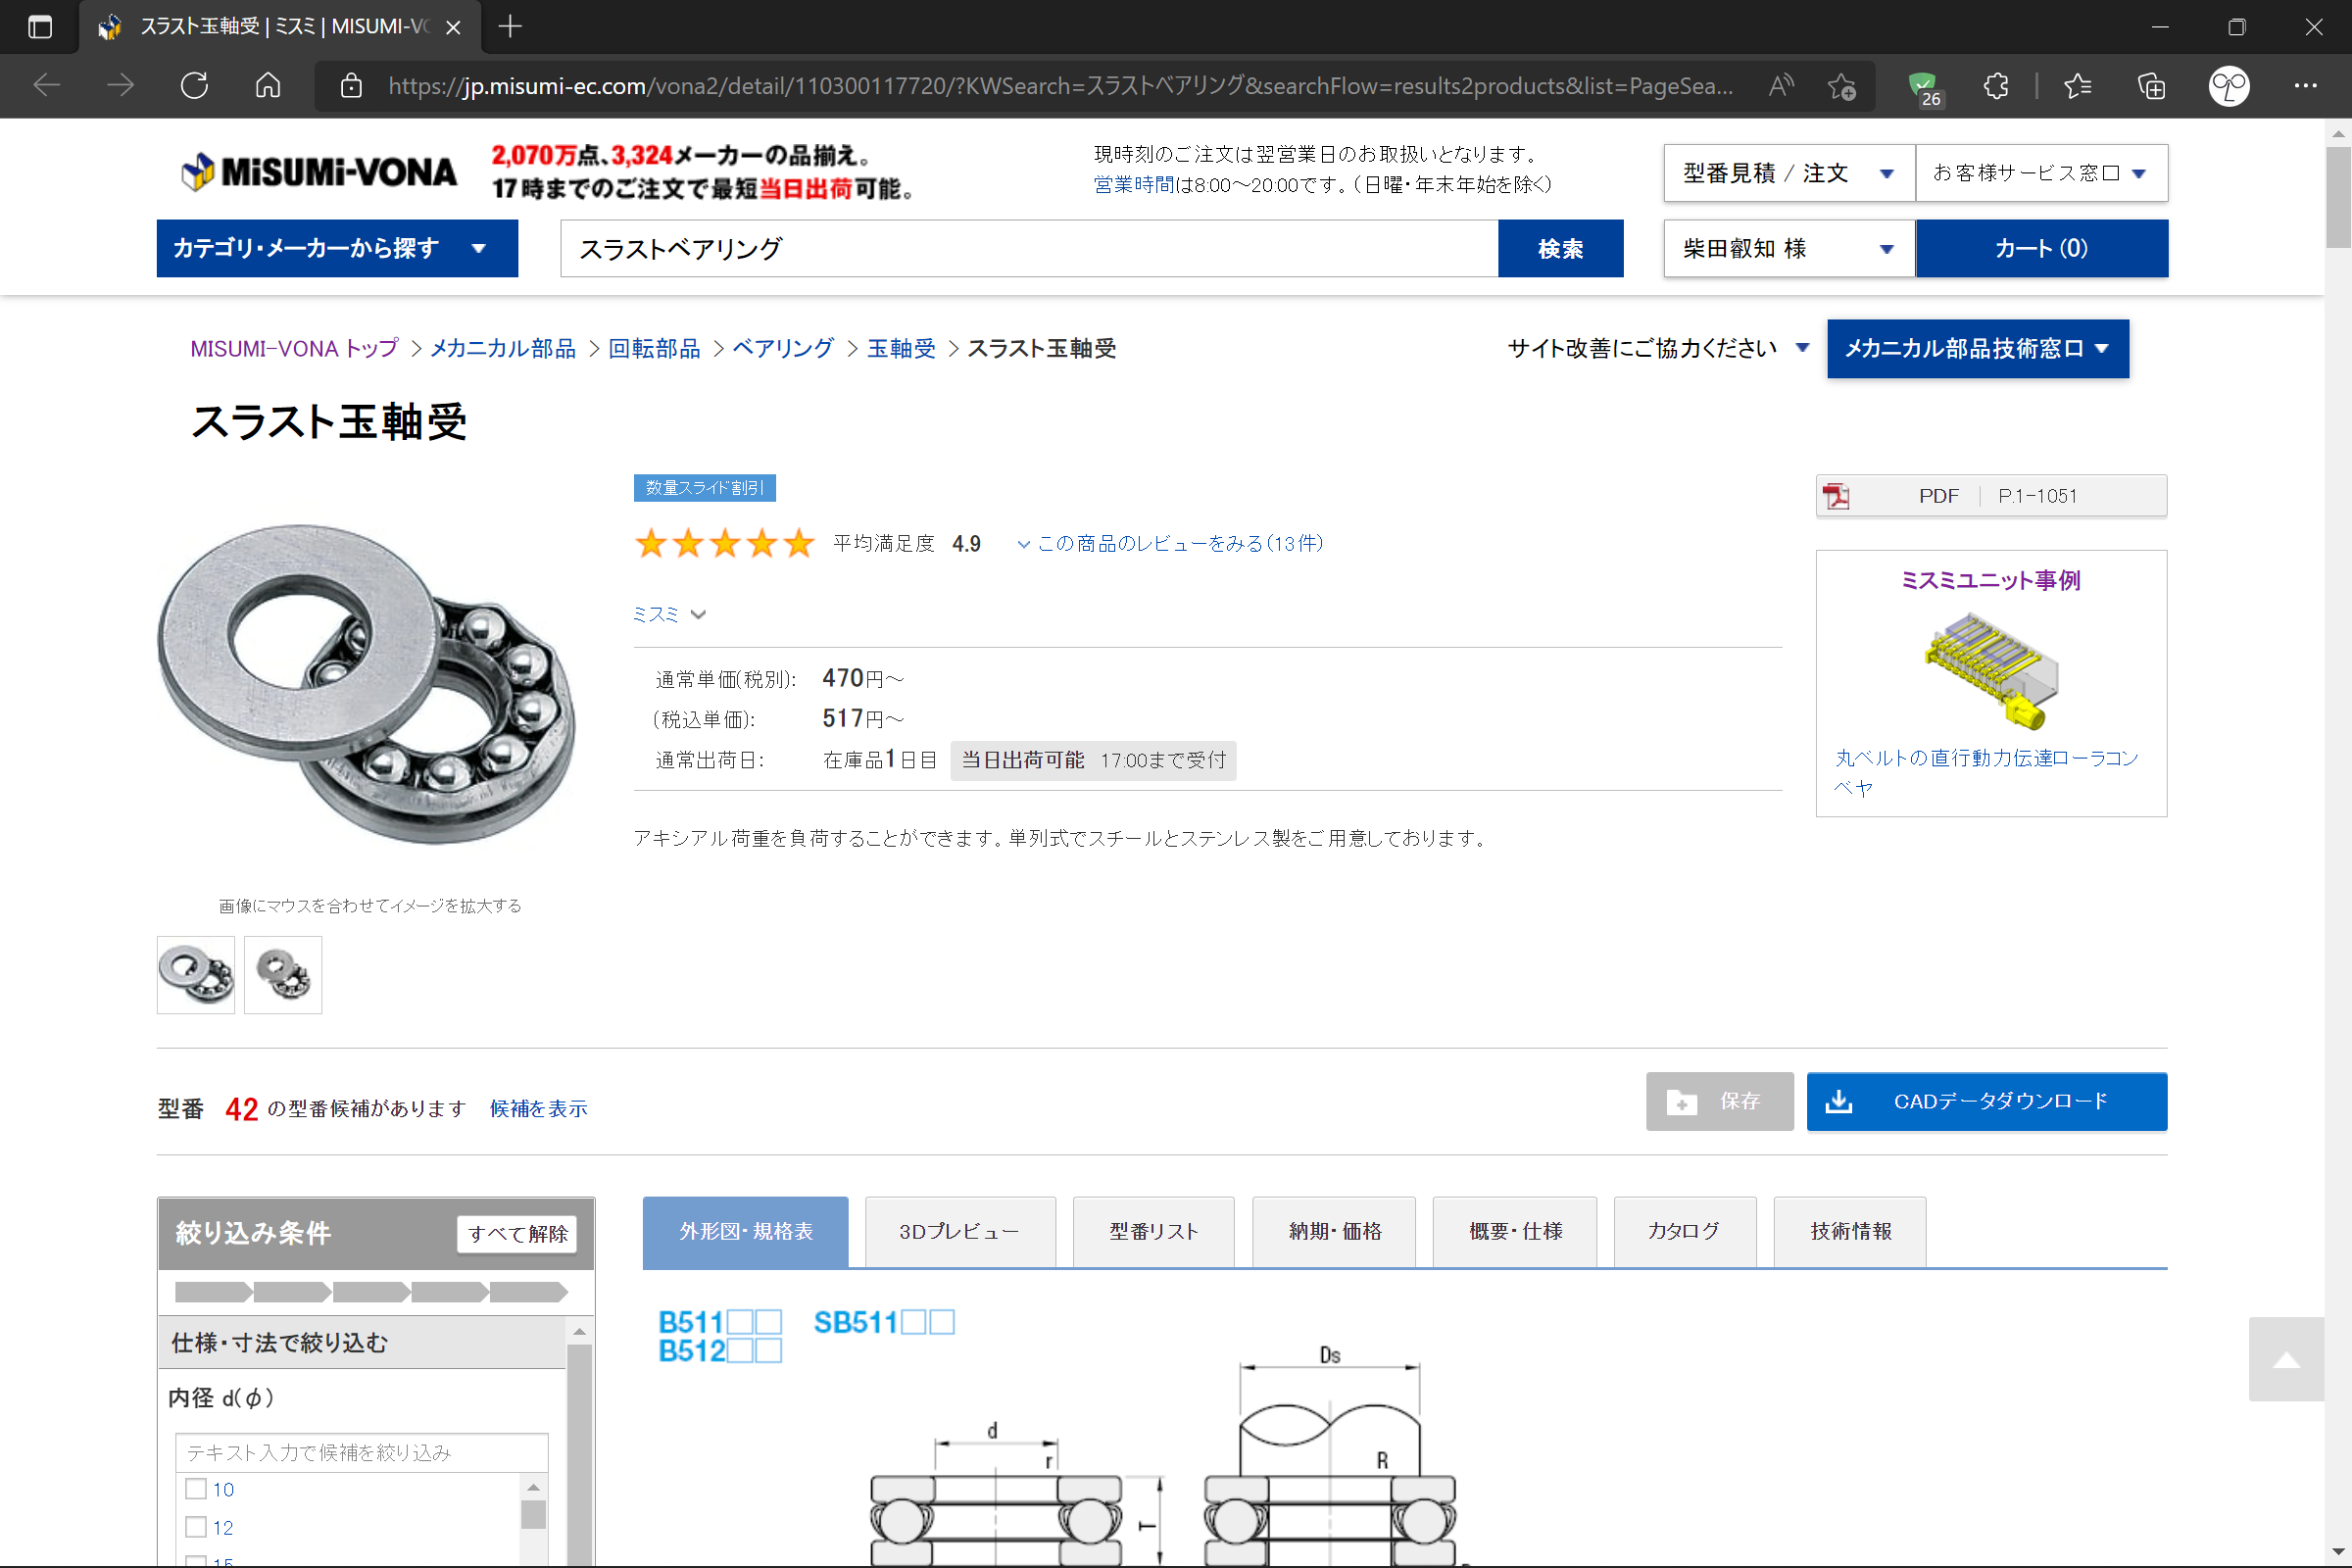 スラスト玉軸受 | ミスミ | MISUMI-VO
https://jp.misumi-ec.com/vona2/detail/110300117720/?KWSearch=スラストベアリング&searchFlow=results2products&list=PageSea...
26
MiSUMi-VONA
2,070万点、3,324メーカーの品揃え。
17時までのご注文で最短当日出荷可能。
現時刻のご注文は翌営業日のお取扱いとなります。
営業時間は8:00～20:00です。（日曜・年末年始を除く）
型番見積 / 注文
お客様サービス窓口
カテゴリ・メーカーから探す
スラストベアリング
検索
柴田叡知 様
カート (0)
MISUMI-VONA トップ > メカニカル部品 > 回転部品 > ベアリング > 玉軸受 > スラスト玉軸受
サイト改善にご協力ください
メカニカル部品技術窓口
スラスト玉軸受
数量スライド割引
平均満足度 4.9 この商品のレビューをみる（13件）
ミスミ
通常単価(税別): 470円～
(税込単価): 517円～
通常出荷日: 在庫品1日目 当日出荷可能 17:00まで受付
アキシアル荷重を負荷することができます。単列式でスチールとステンレス製をご用意しております。
PDF P.1-1051
ミスミユニット事例
丸ベルトの直行動力伝達ローラコン
ベヤ
画像にマウスを合わせてイメージを拡大する
型番 42 の型番候補があります 候補を表示
保存
CADデータダウンロード
絞り込み条件
すべて解除
仕様・寸法で絞り込む
内径 d(φ)
テキスト入力で候補を絞り込み
10
12
15
外形図・規格表
3Dプレビュー
型番リスト
納期・価格
概要・仕様
カタログ
技術情報
B511□□ SB511□□
B512□□
Ds
d
r
R
T